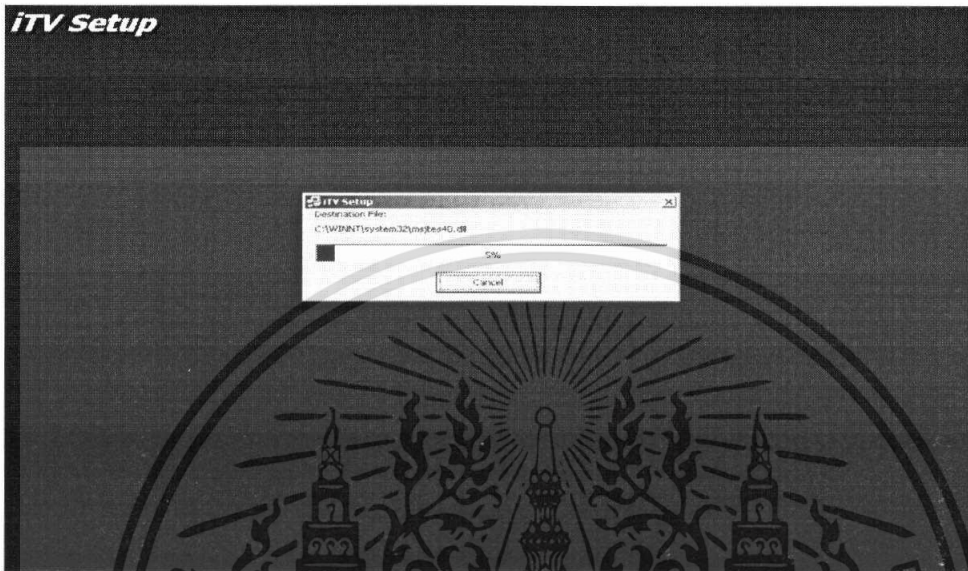 iTV Setup
iTV Setup
Destination File:
C:\WINNT\system32\msjtes40.dll
5%
Cancel